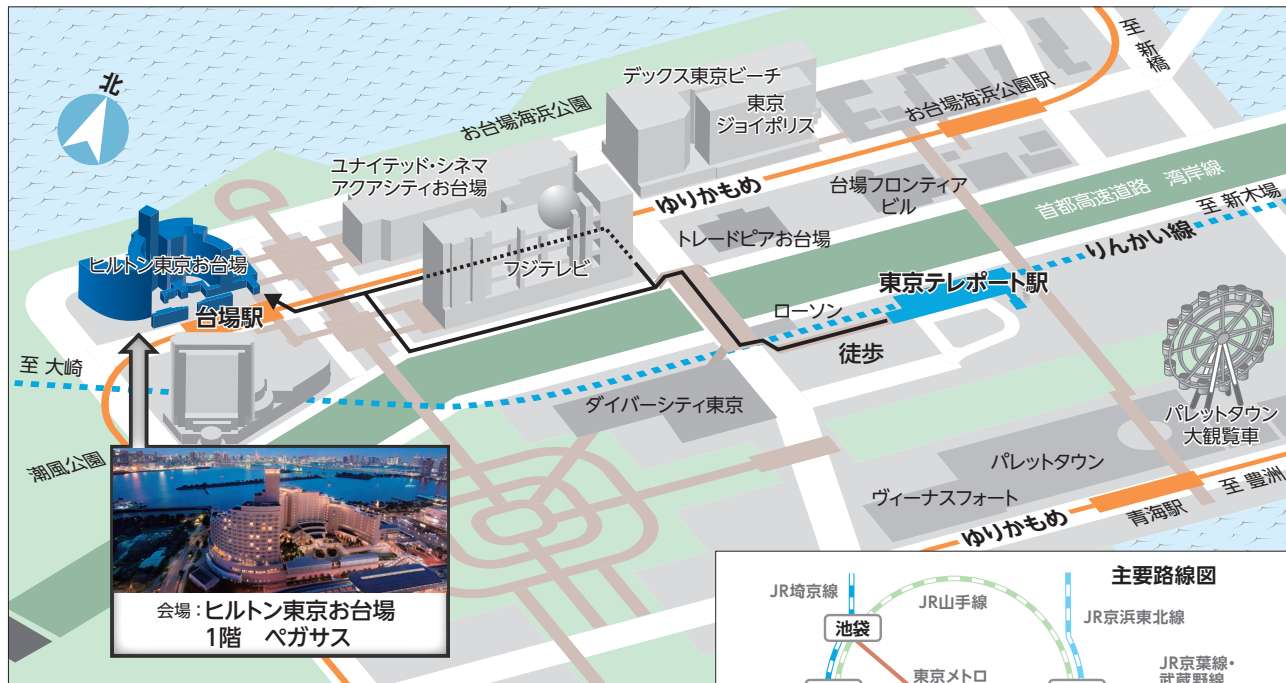 北
至 新橋
デックス東京ビーチ
東京
ジョイポリス
お台場海浜公園駅
お台場海浜公園
ユナイテッド・シネマ
アクアシティお台場
ゆりかもめ
台場フロンティア
ビル
首都高速道路 湾岸線
至 新木場
りんかい線
トレードピアお台場
ヒルトン東京お台場
フジテレビ
東京テレポート駅
台場駅
ローソン
徒歩
至 大崎
ダイバーシティ東京
パレットタウン
大観覧車
潮風公園
パレットタウン
ヴィーナスフォート
至 豊洲
青海駅
ゆりかもめ
会場：ヒルトン東京お台場
1階 ペガサス
主要路線図
JR埼京線
JR山手線
JR京浜東北線
池袋
東京メトロ
JR京葉線・
武蔵野線